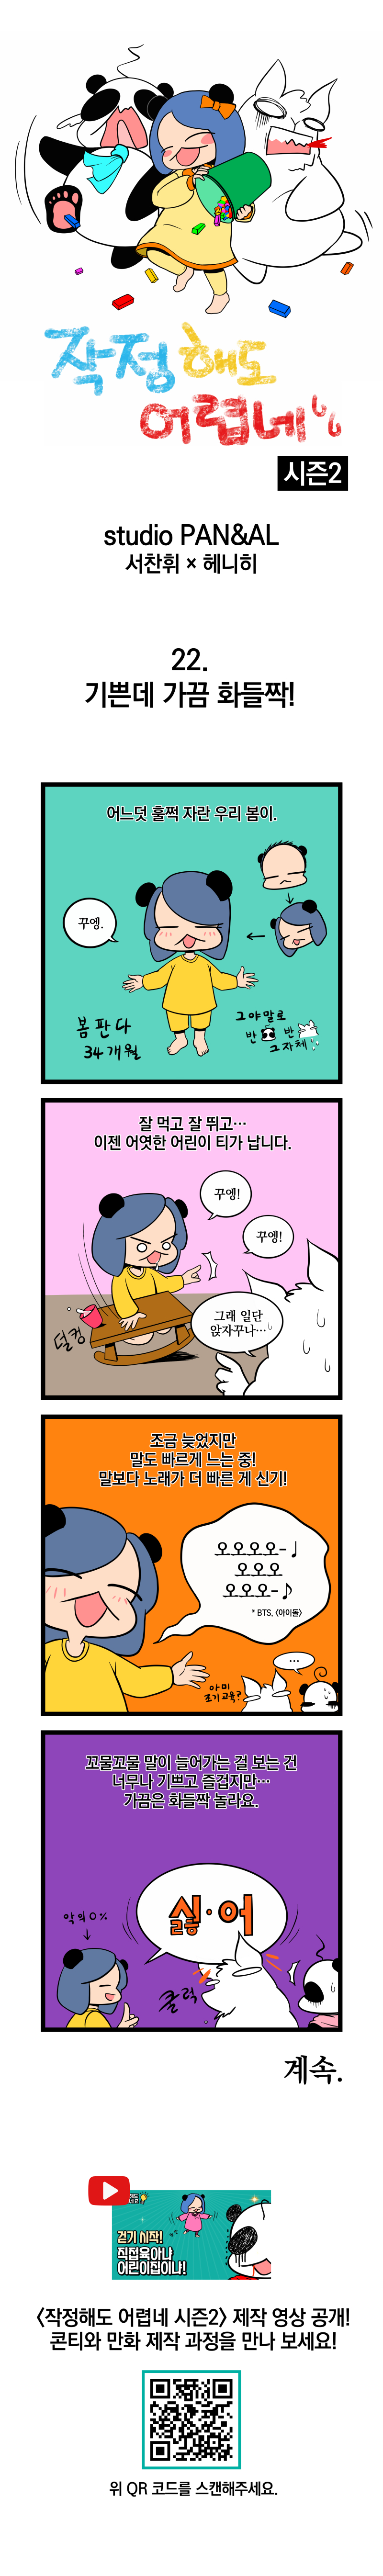 작정해도
어렵네
시즌2
studio PAN&AL
서찬휘 × 헤니히
22.
기쁜데 가끔 화들짝!
어느덧 훌쩍 자란 우리 봄이.
꾸엥.
봄판다
34개월
그야말로
반 반
그자체
잘 먹고 잘 뛰고…
이젠 어엿한 어린이 티가 납니다.
꾸엥!
꾸엥!
그래 일단
앉자꾸나…
덜컹
조금 늦었지만
말도 빠르게 느는 중!
말보다 노래가 더 빠른 게 신기!
오오오오-♩
오오오
오오오-♪
* BTS, <아이돌>
…
아미
조기교육?
꼬물꼬물 말이 늘어가는 걸 보는 건
너무나 기쁘고 즐겁지만…
가끔은 화들짝 놀라요.
싫·어
악의 0%
쿨럭
계속.
걷기 시작!
직접육아냐
어린이집이냐!
<작정해도 어렵네 시즌2> 제작 영상 공개!
콘티와 만화 제작 과정을 만나 보세요!
위 QR 코드를 스캔해주세요.